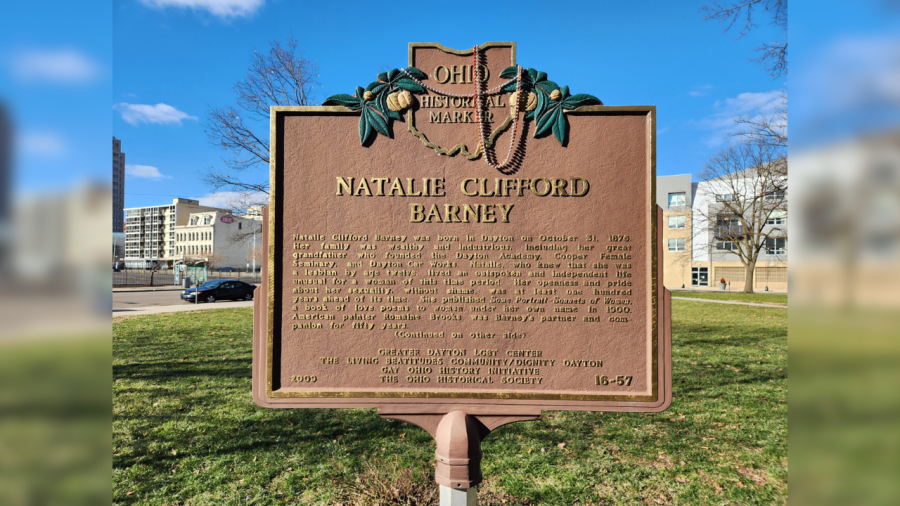 OHIO
HISTORICAL
MARKER
NATALIE CLIFFORD
BARNEY
Natalie Clifford Barney was born in Dayton on October 31, 1876.
Her family was wealthy and industrious, including her great
grandfather who founded the Dayton Academy, Cooper Female
Seminary, and Dayton Car Works. Natalie, who knew that she was
a lesbian by age twelve, lived an outspoken and independent life
unusual for a woman of this time period. Her openness and pride
about her sexuality, without shame, was at least one hundred
years ahead of its time. She published Some Portrait-Sonnets of Women,
a book of love poems to women under her own name in 1900.
American painter Romaine Brooks was Barney's partner and com-
panion for fifty years.
(Continued on other side)
GREATER DAYTON LGBT CENTER
THE LIVING BEATITUDES COMMUNITY/DIGNITY DAYTON
GAY OHIO HISTORY INITIATIVE
2009 THE OHIO HISTORICAL SOCIETY 16-57